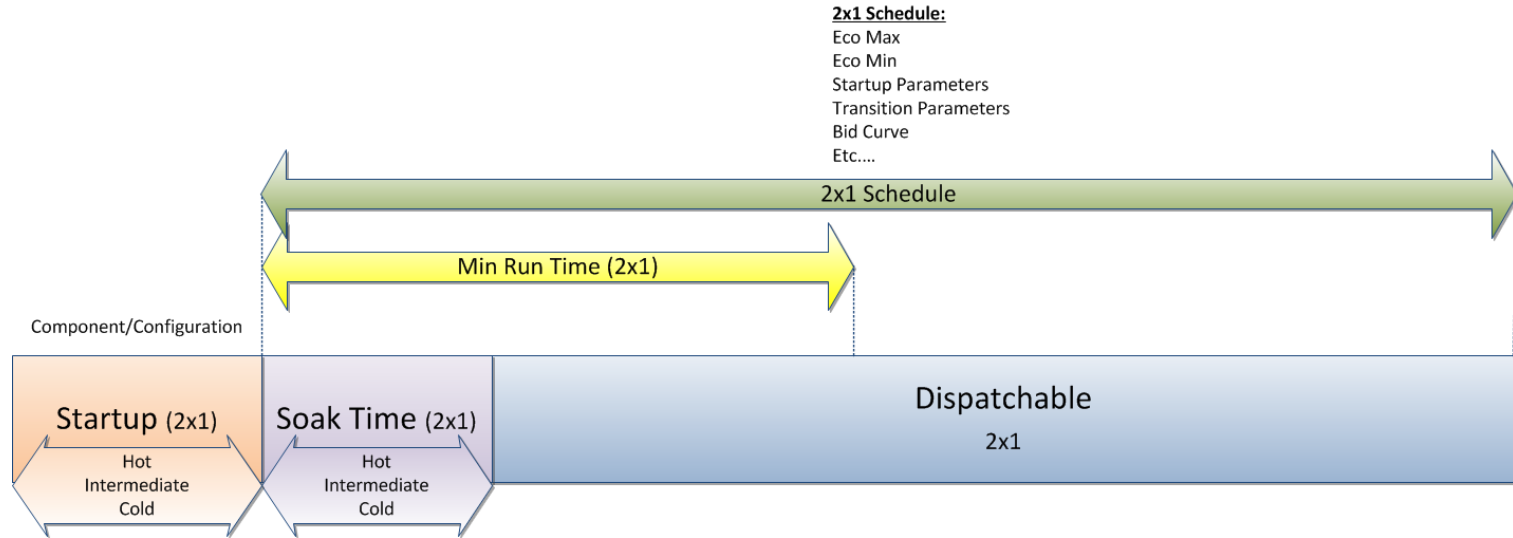 2x1 Schedule:
Eco Max
Eco Min
Startup Parameters
Transition Parameters
Bid Curve
Etc....
2x1 Schedule
Min Run Time (2x1)
Component/Configuration
Startup (2x1)
Hot
Intermediate
Cold
Soak Time (2x1)
Hot
Intermediate
Cold
Dispatchable
2x1